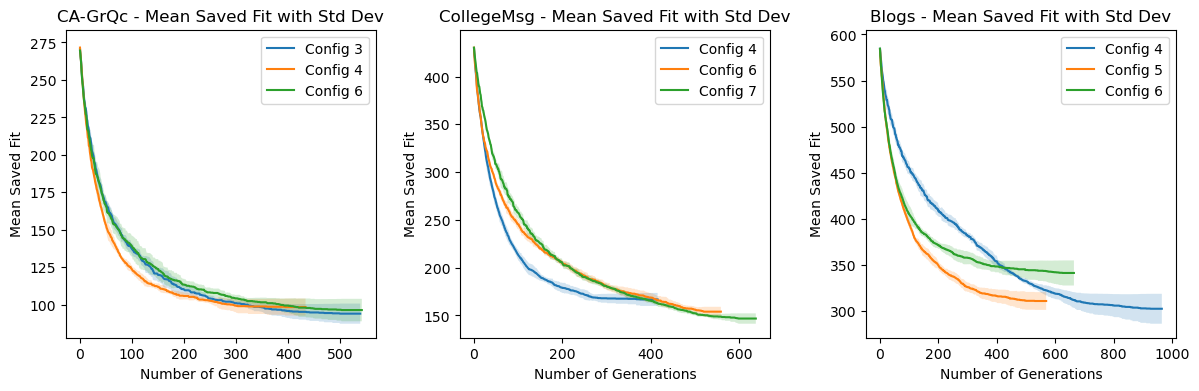 CA-GrQc - Mean Saved Fit with Std Dev
Mean Saved Fit
275
250
225
200
175
150
125
100
Config 3
Config 4
Config 6
0 100 200 300 400 500
Number of Generations
CollegeMsg - Mean Saved Fit with Std Dev
Mean Saved Fit
400
350
300
250
200
150
Config 4
Config 6
Config 7
0 200 400 600
Number of Generations
Blogs - Mean Saved Fit with Std Dev
Mean Saved Fit
600
550
500
450
400
350
300
Config 4
Config 5
Config 6
0 200 400 600 800 1000
Number of Generations